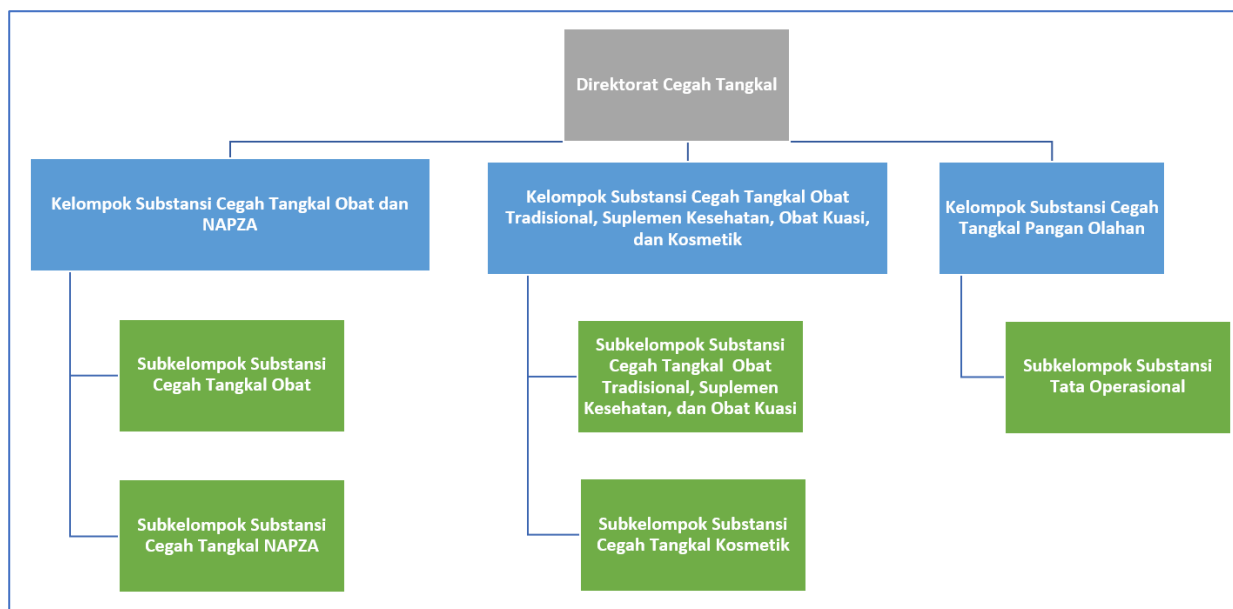 Direktorat Cegah Tangkal
Kelompok Substansi Cegah Tangkal Obat dan
NAPZA
Kelompok Substansi Cegah Tangkal Obat
Tradisional, Suplemen Kesehatan, Obat Kuasi,
dan Kosmetik
Kelompok Substansi Cegah
Tangkal Pangan Olahan
Subkelompok Substansi
Cegah Tangkal Obat
Subkelompok Substansi
Cegah Tangkal  Obat
Tradisional, Suplemen
Kesehatan, dan Obat Kuasi
Subkelompok Substansi
Tata Operasional
Subkelompok Substansi
Cegah Tangkal NAPZA
Subkelompok Substansi
Cegah Tangkal Kosmetik